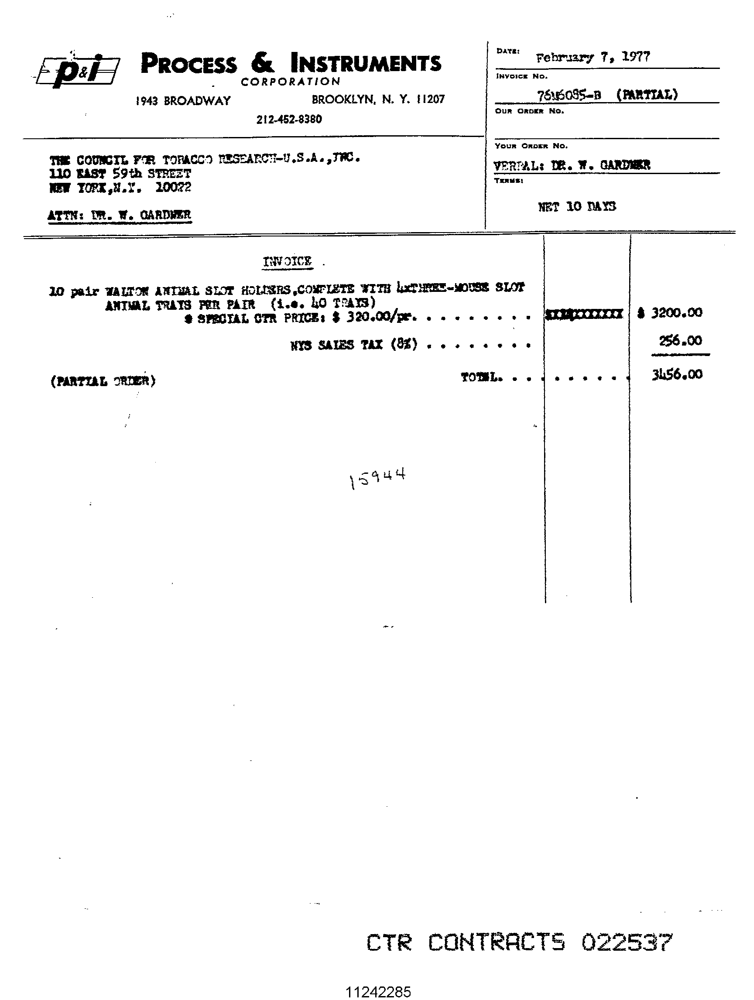 p&i
PROCESS & INSTRUMENTS
CORPORATION
1943 BROADWAY BROOKLYN, N. Y. 11207
212-452-8380
DATE: February 7, 1977
INVOICE No.
(PARTIAL)
OUR ORDER No.
YOUR ORDER No.
VERBAL: DR. W. GARDNER
TERMS:
NET 10 DAYS
THE COUNCIL FOR TOBACCO RESEARCH-U.S.A.,INC.
110 EAST 59th STREET
NEW YORK,N.Y. 10022
ATTN: DR. W. GARDNER
INVOICE
10 pair WALTON ANIMAL SLOT HOLDERS,COMPLETE WITH 4xTHREE-MOUSE SLOT
ANIMAL TRAYS PER PAIR (i.e. 40 TRAYS)
SPECIAL CTR PRICE: $ 320.00/pr. . . . . . . . . $ 3200.00
NYS SALES TAX (8%) . . . . . . . 256.00
(PARTIAL ORDER) TOTAL. . . . . . . . . 3456.00
15944
CTR CONTRACTS 022537
11242285